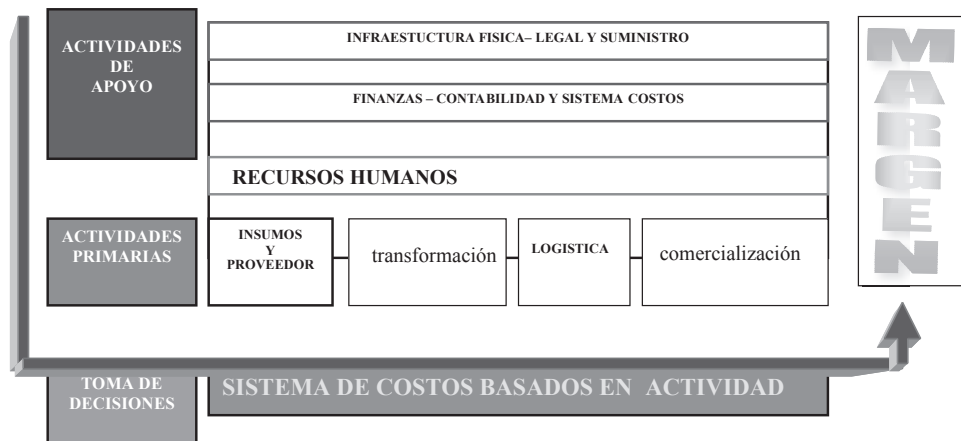 ACTIVIDADES
DE
APOYO
INFRAESTUCTURA FISICA– LEGAL Y SUMINISTRO
FINANZAS – CONTABILIDAD Y SISTEMA COSTOS
RECURSOS HUMANOS
ACTIVIDADES
PRIMARIAS
INSUMOS
Y
PROVEEDOR
transformación
LOGISTICA
comercialización
MARGEN
TOMA DE
DECISIONES
SISTEMA DE COSTOS BASADOS EN ACTIVIDAD